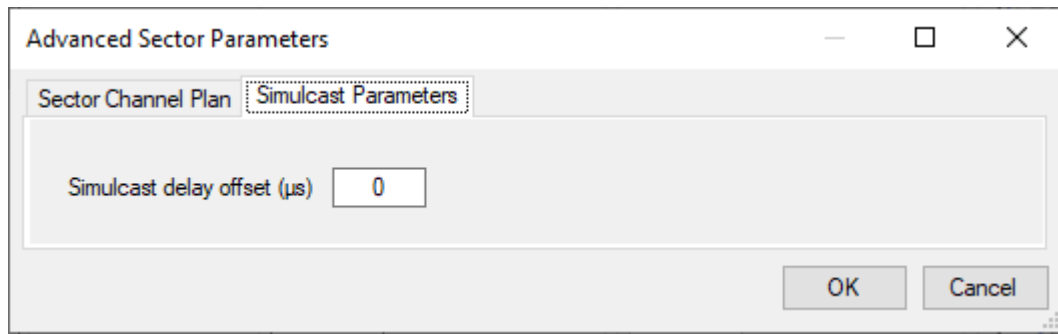 Advanced Sector Parameters
Sector Channel Plan Simulcast Parameters
Simulcast delay offset (µs) 0
OK Cancel